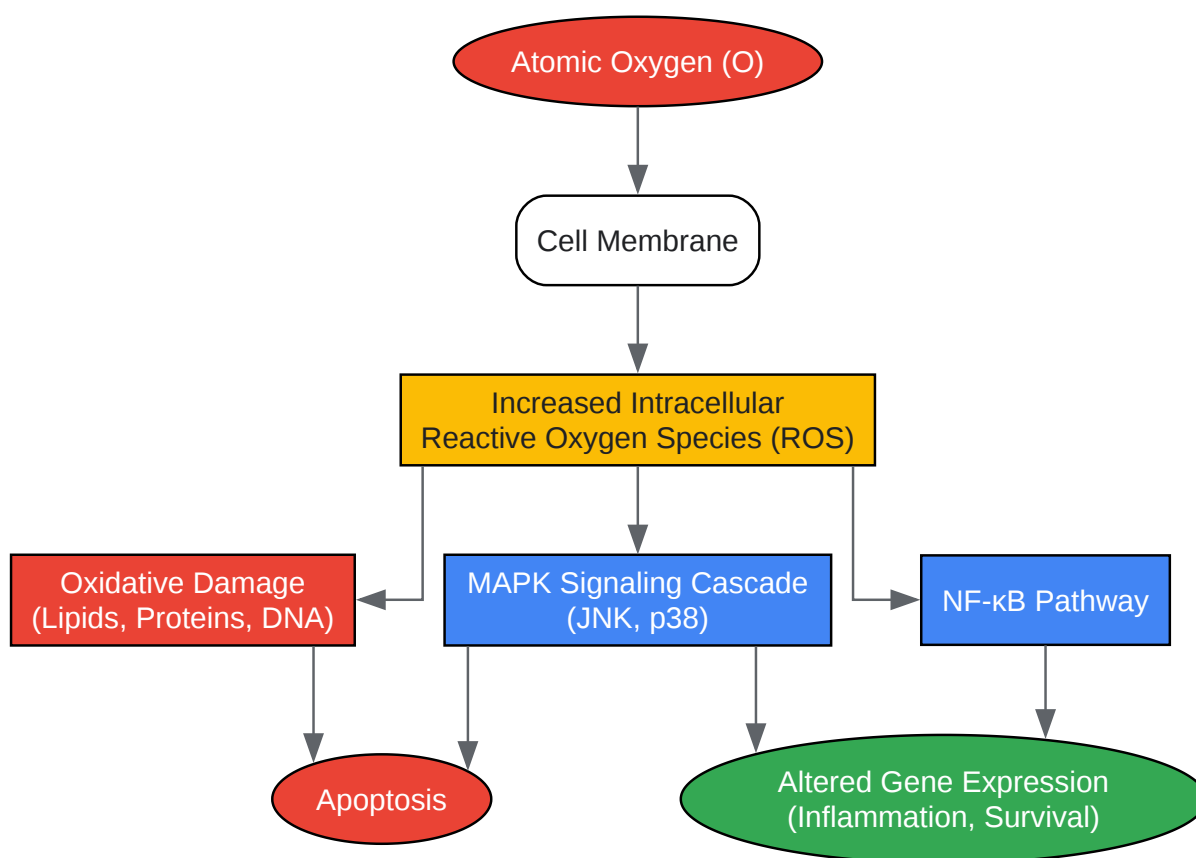 Atomic Oxygen (O)
Cell Membrane
Increased Intracellular
Reactive Oxygen Species (ROS)
Oxidative Damage
(Lipids, Proteins, DNA)
MAPK Signaling Cascade
(JNK, p38)
NF-κB Pathway
Apoptosis
Altered Gene Expression
(Inflammation, Survival)